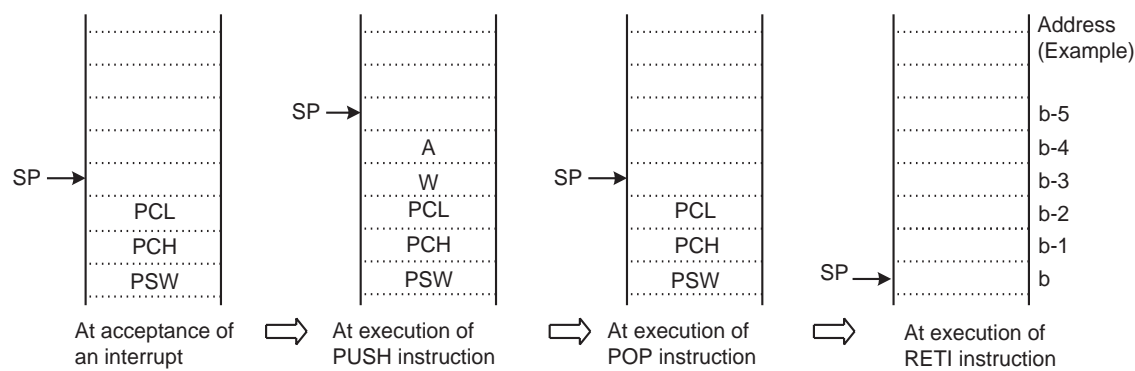 Address
(Example)
SP
b-5
A
b-4
SP
W
SP
b-3
PCL
PCL
PCL
b-2
PCH
PCH
PCH
b-1
PSW
PSW
PSW
SP
b
At acceptance of
an interrupt
At execution of
PUSH instruction
At execution of
POP instruction
At execution of
RETI instruction